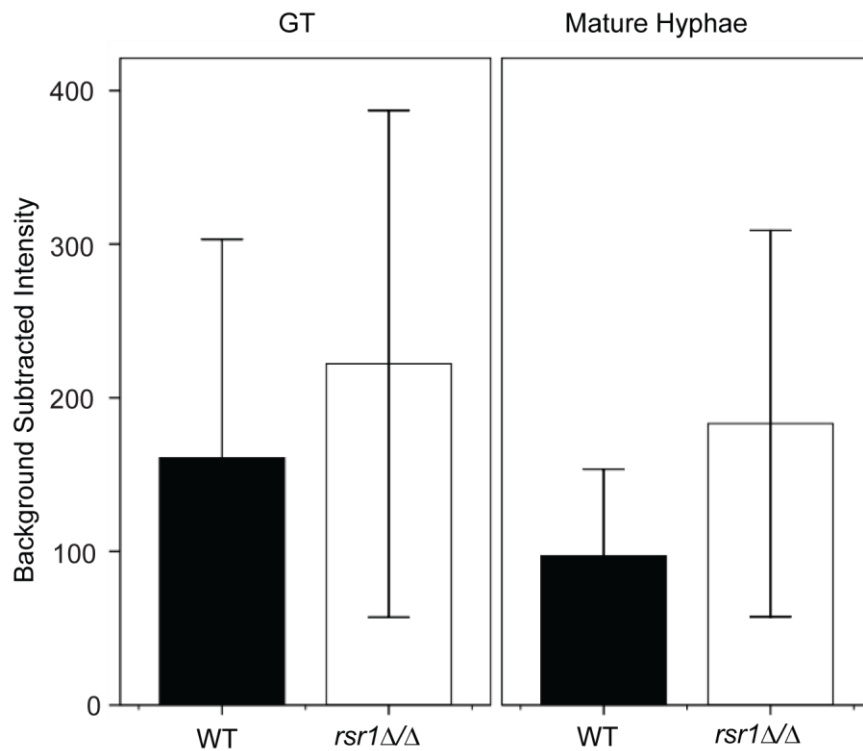 GT
Mature Hyphae
Background Subtracted Intensity
400
300
200
100
0
WT
rsr1Δ/Δ
WT
rsr1Δ/Δ